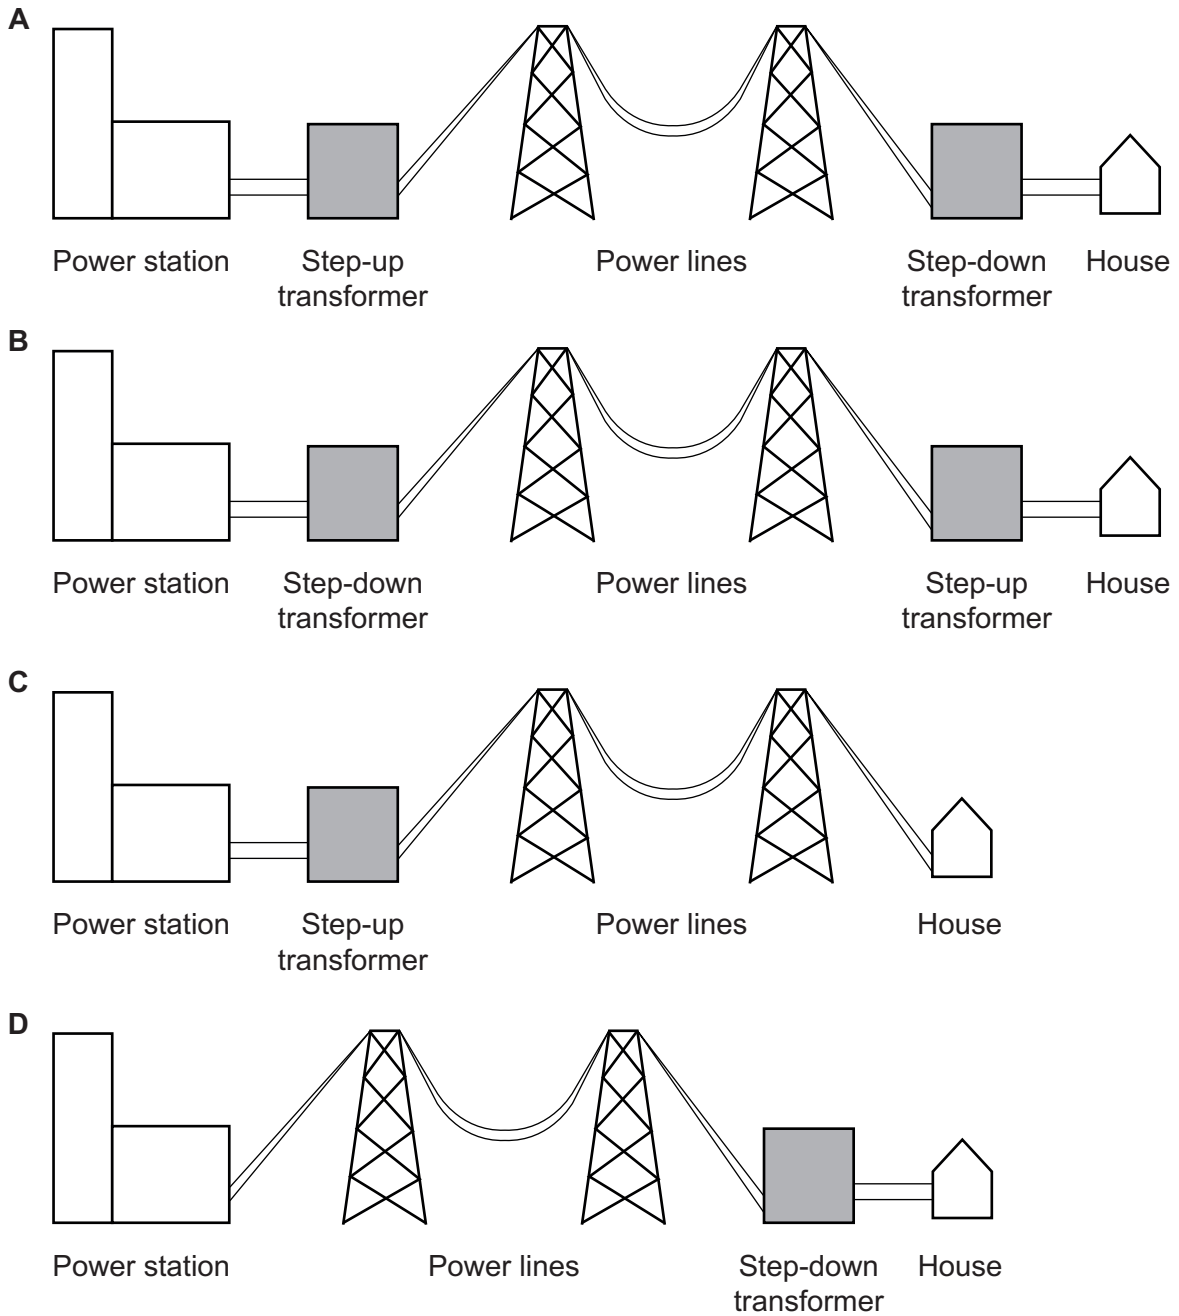 A
Power station Step-up transformer Power lines Step-down transformer House
B
Power station Step-down transformer Power lines Step-up transformer House
C
Power station Step-up transformer Power lines House
D
Power station Power lines Step-down transformer House